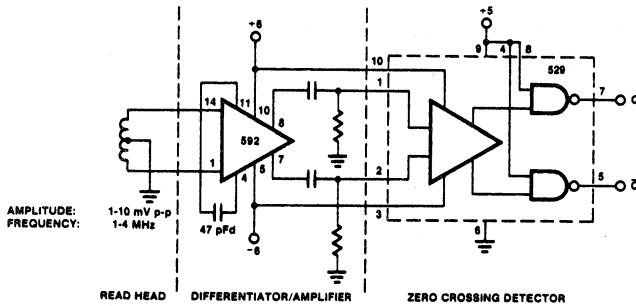 +6
+5
9 4 8
529
10
1
14
11
10
8
592
7
1
4
5
7
Q
2
5
Q̅
3
6
AMPLITUDE: 1-10 mV p-p
FREQUENCY: 1-4 MHz
47 pFd
-6
READ HEAD DIFFERENTIATOR/AMPLIFIER ZERO CROSSING DETECTOR